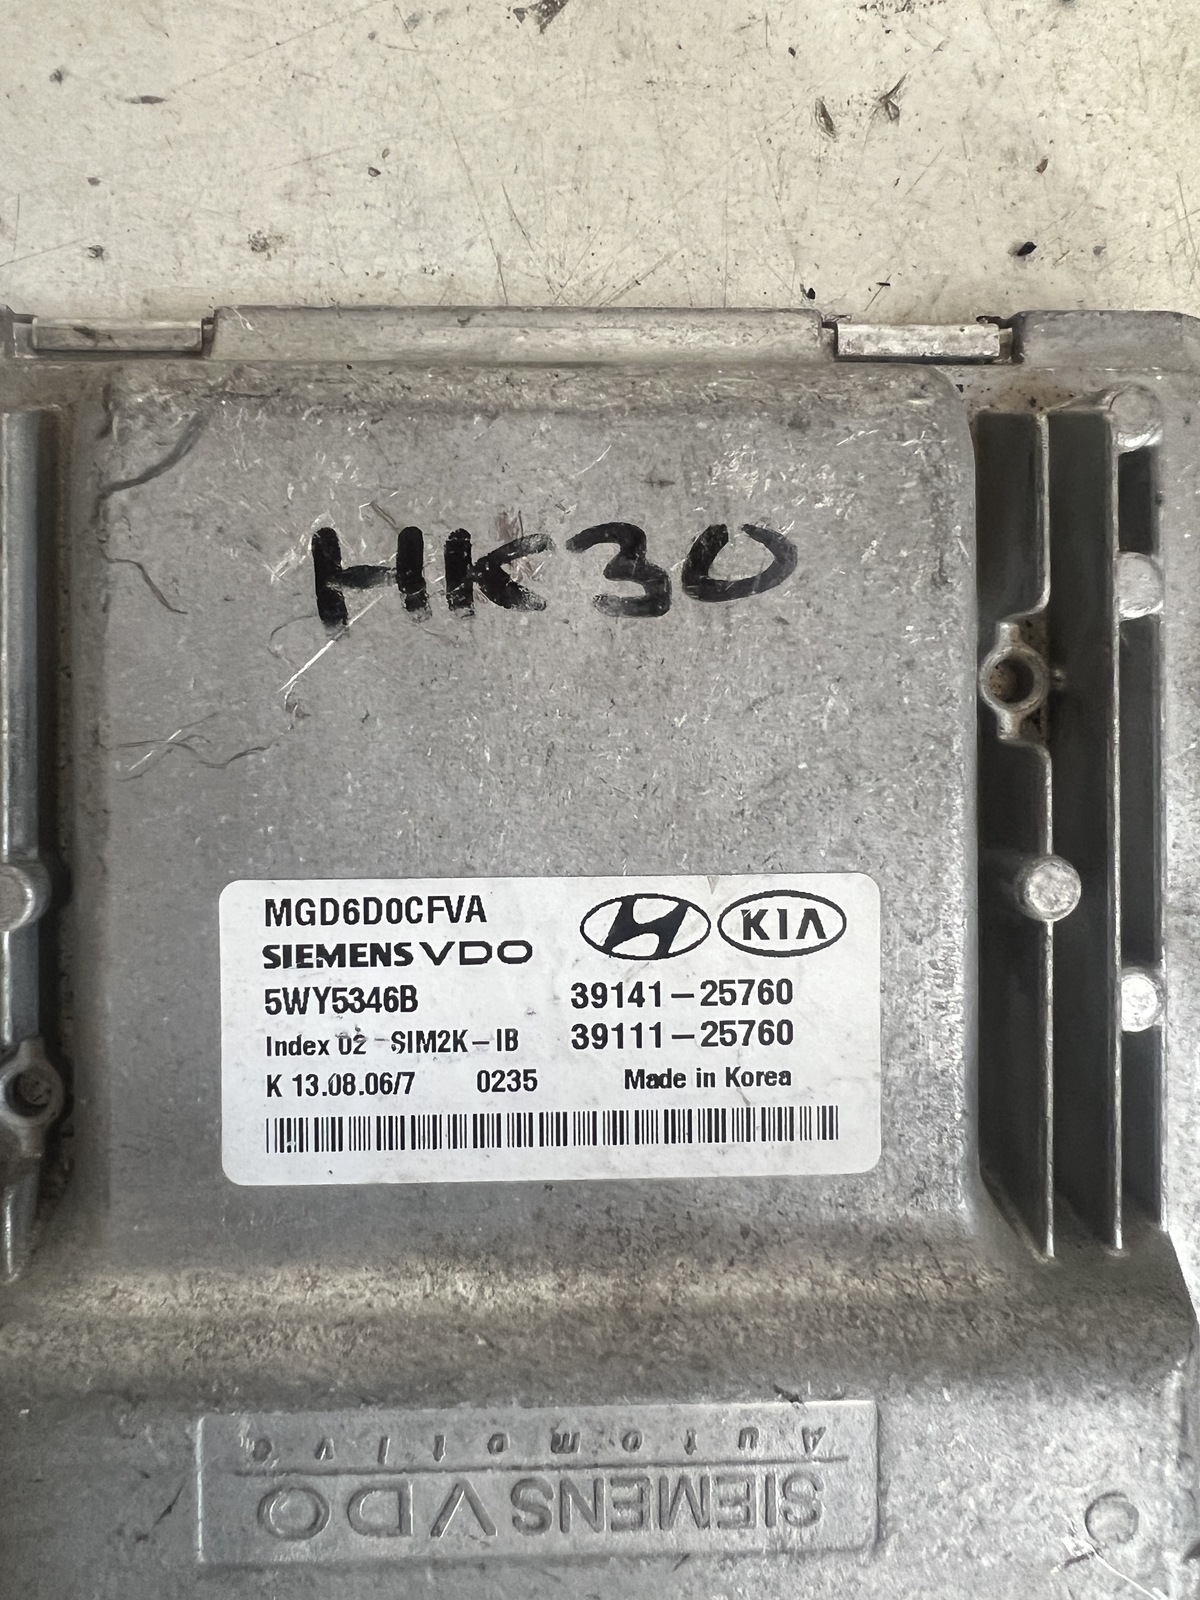 HK30
MGD6D0CFVA
KIA
SIEMENS VDO
5WY5346B
39141-25760
Index 02 SIM2K-IB
39111-25760
K 13.08.06/7 0235 Made in Korea
SIEMENS VDO
Automotive